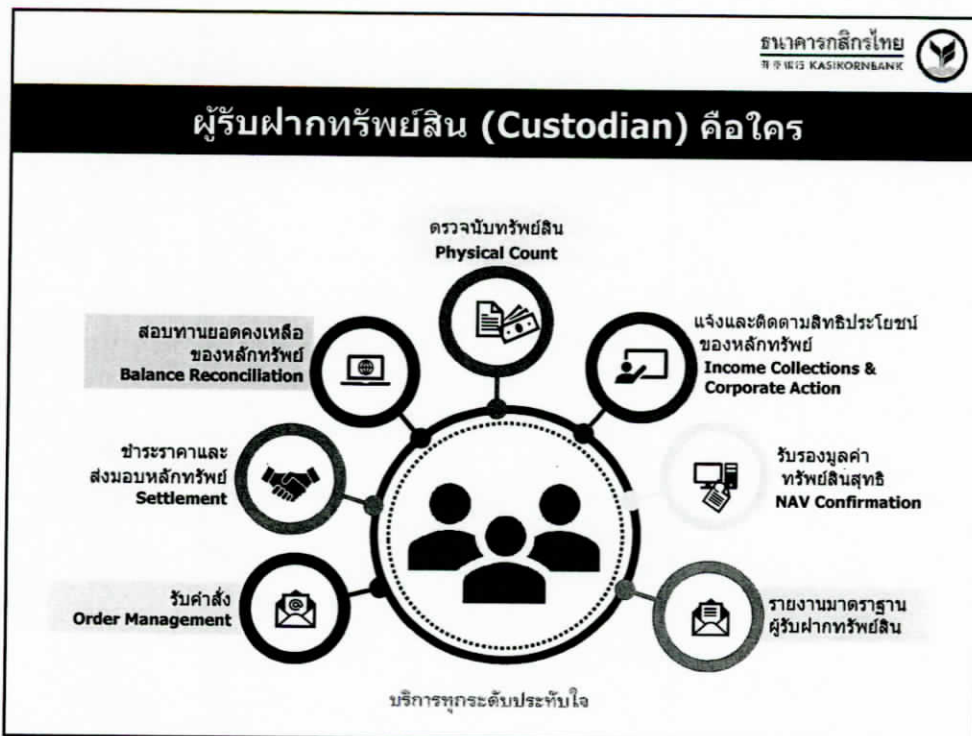 ธนาคารกสิกรไทย
KASIKORNBANK
ผู้รับฝากทรัพย์สิน (Custodian) คือใคร
ตรวจนับทรัพย์สิน
Physical Count
สอบทานยอดคงเหลือ
ของหลักทรัพย์
Balance Reconciliation
แจ้งและติดตามสิทธิประโยชน์
ของหลักทรัพย์
Income Collections &
Corporate Action
ชำระราคาและ
ส่งมอบหลักทรัพย์
Settlement
รับรองมูลค่า
ทรัพย์สินสุทธิ
NAV Confirmation
รับคำสั่ง
Order Management
รายงานมาตราฐาน
ผู้รับฝากทรัพย์สิน
บริการทุกระดับประทับใจ